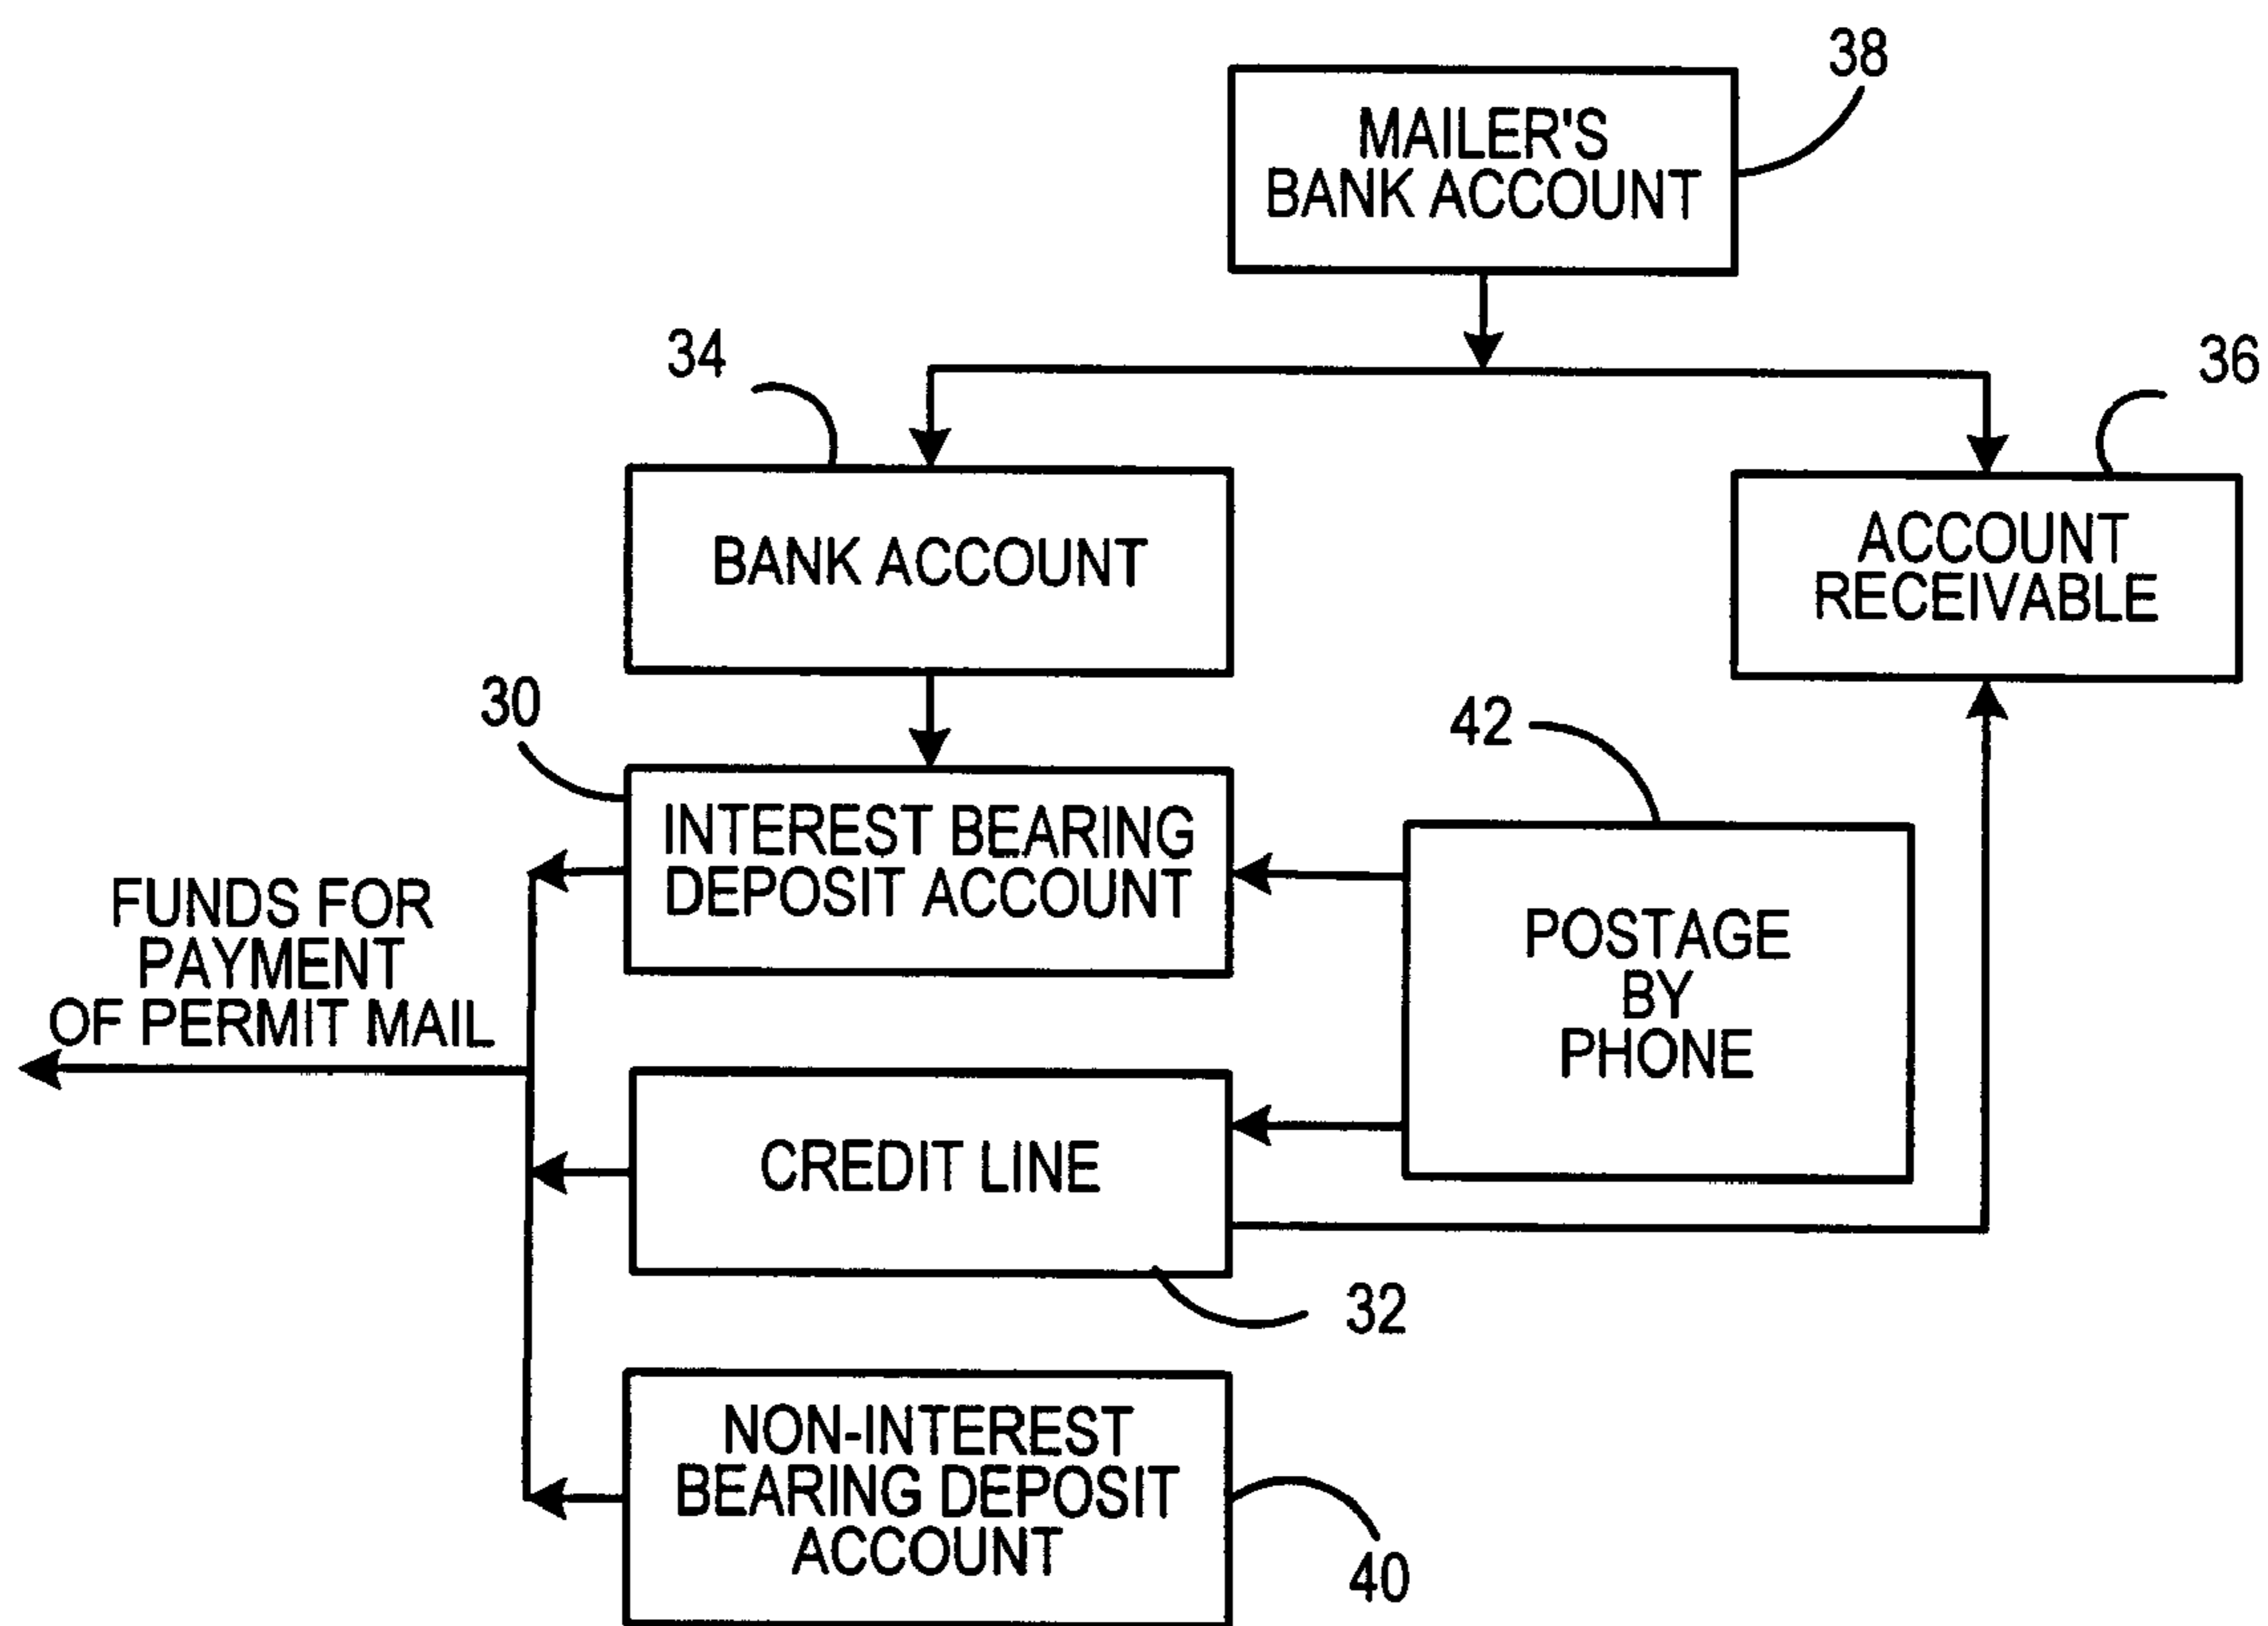 38
MAILER'S
BANK ACCOUNT
34
36
BANK ACCOUNT
ACCOUNT
RECEIVABLE
30
42
INTEREST BEARING
DEPOSIT ACCOUNT
FUNDS FOR
PAYMENT
OF PERMIT MAIL
POSTAGE
BY
PHONE
CREDIT LINE
32
NON-INTEREST
BEARING DEPOSIT
ACCOUNT
40